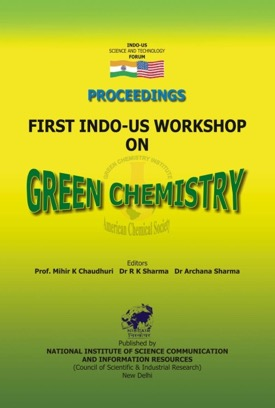 INDO-US
SCIENCE AND TECHNOLOGY
FORUM
PROCEEDINGS
FIRST INDO-US WORKSHOP
ON
GREEN CHEMISTRY INSTITUTE
GREEN CHEMISTRY
American Chemical Society
Editors
Prof. Mihir K Chaudhuri Dr R K Sharma Dr Archana Sharma
Published by
NATIONAL INSTITUTE OF SCIENCE COMMUNICATION
AND INFORMATION RESOURCES
(Council of Scientific & Industrial Research)
New Delhi